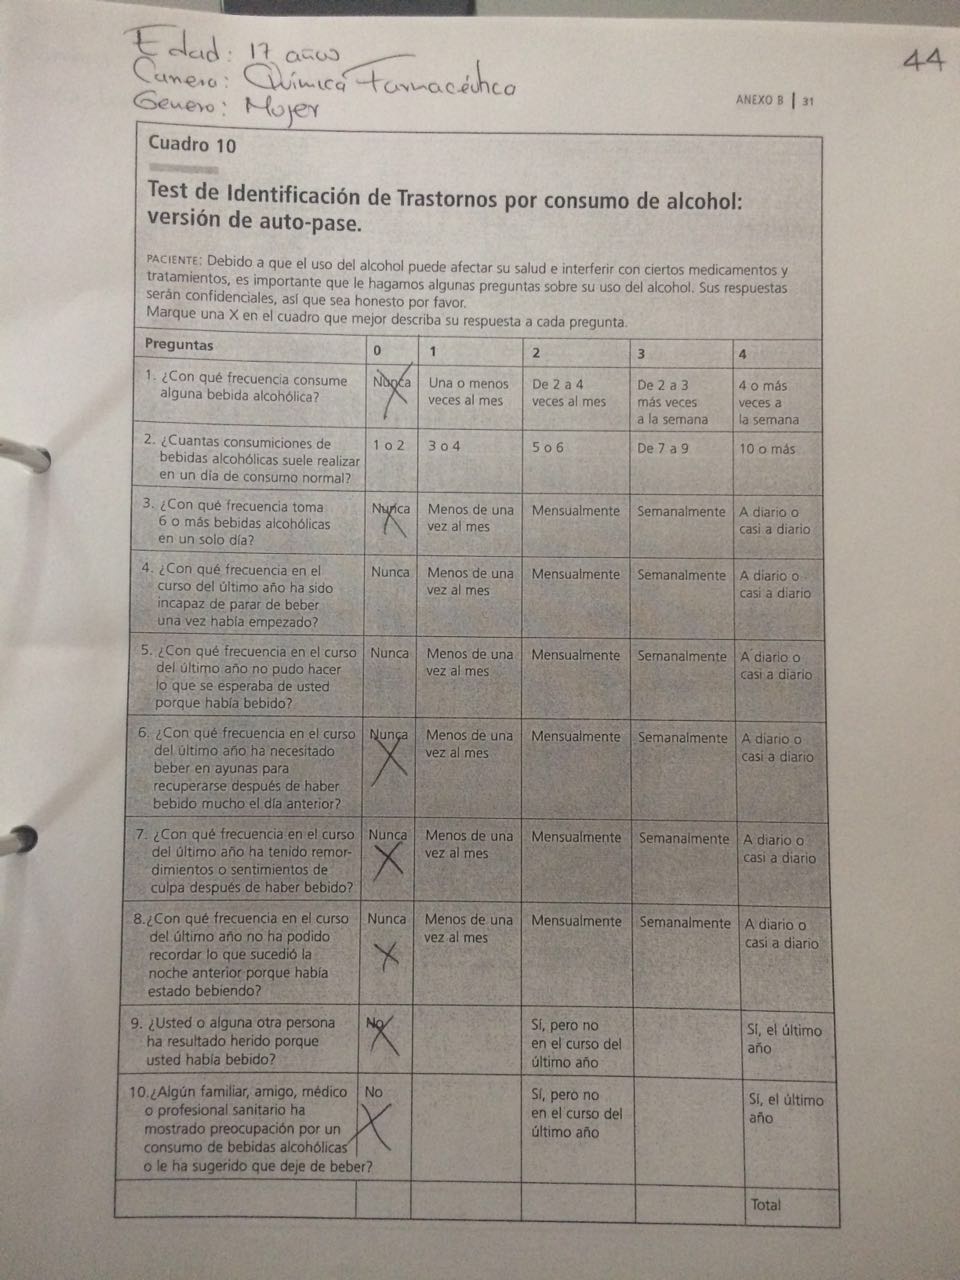 Edad: 17 años
44
Carrera: Química Farmacéutica
Genero: Mujer
ANEXO B | 31
Cuadro 10
Test de Identificación de Trastornos por consumo de alcohol:
versión de auto-pase.
PACIENTE: Debido a que el uso del alcohol puede afectar su salud e interferir con ciertos medicamentos y
tratamientos, es importante que le hagamos algunas preguntas sobre su uso del alcohol. Sus respuestas
serán confidenciales, así que sea honesto por favor.
Marque una X en el cuadro que mejor describa su respuesta a cada pregunta.
Preguntas 0 1 2 3 4
1. ¿Con qué frecuencia consume Nunca Una o menos De 2 a 4 De 2 a 3 4 o más
alguna bebida alcohólica? veces al mes veces al mes más veces veces a
a la semana la semana
2. ¿Cuantas consumiciones de 1 o 2 3 o 4 5 o 6 De 7 a 9 10 o más
bebidas alcohólicas suele realizar
en un día de consumo normal?
3. ¿Con qué frecuencia toma Nunca Menos de una Mensualmente Semanalmente A diario o
6 o más bebidas alcohólicas vez al mes casi a diario
en un solo día?
4. ¿Con qué frecuencia en el Nunca Menos de una Mensualmente Semanalmente A diario o
curso del último año ha sido vez al mes casi a diario
incapaz de parar de beber
una vez había empezado?
5. ¿Con qué frecuencia en el curso Nunca Menos de una Mensualmente Semanalmente A diario o
del último año no pudo hacer vez al mes casi a diario
lo que se esperaba de usted
porque había bebido?
6. ¿Con qué frecuencia en el curso Nunca Menos de una Mensualmente Semanalmente A diario o
del último año ha necesitado vez al mes casi a diario
beber en ayunas para
recuperarse después de haber
bebido mucho el día anterior?
7. ¿Con qué frecuencia en el curso Nunca Menos de una Mensualmente Semanalmente A diario o
del último año ha tenido remor- vez al mes casi a diario
dimientos o sentimientos de
culpa después de haber bebido?
8.¿Con qué frecuencia en el curso Nunca Menos de una Mensualmente Semanalmente A diario o
del último año no ha podido vez al mes casi a diario
recordar lo que sucedió la
noche anterior porque había
estado bebiendo?
9. ¿Usted o alguna otra persona No Sí, pero no Sí, el último
ha resultado herido porque en el curso del año
usted había bebido? último año
10.¿Algún familiar, amigo, médico No Sí, pero no Sí, el último
o profesional sanitario ha en el curso del año
mostrado preocupación por un último año
consumo de bebidas alcohólicas
o le ha sugerido que deje de beber?
Total